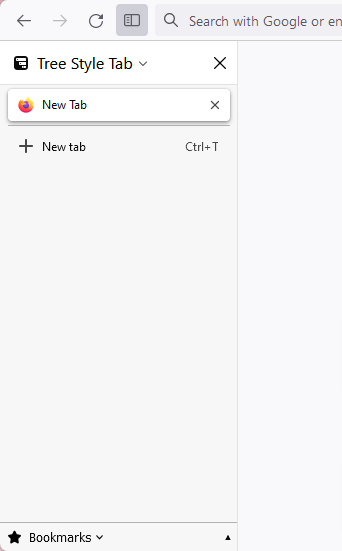 Search with Google or en
Tree Style Tab
New Tab
New tab Ctrl+T
Bookmarks